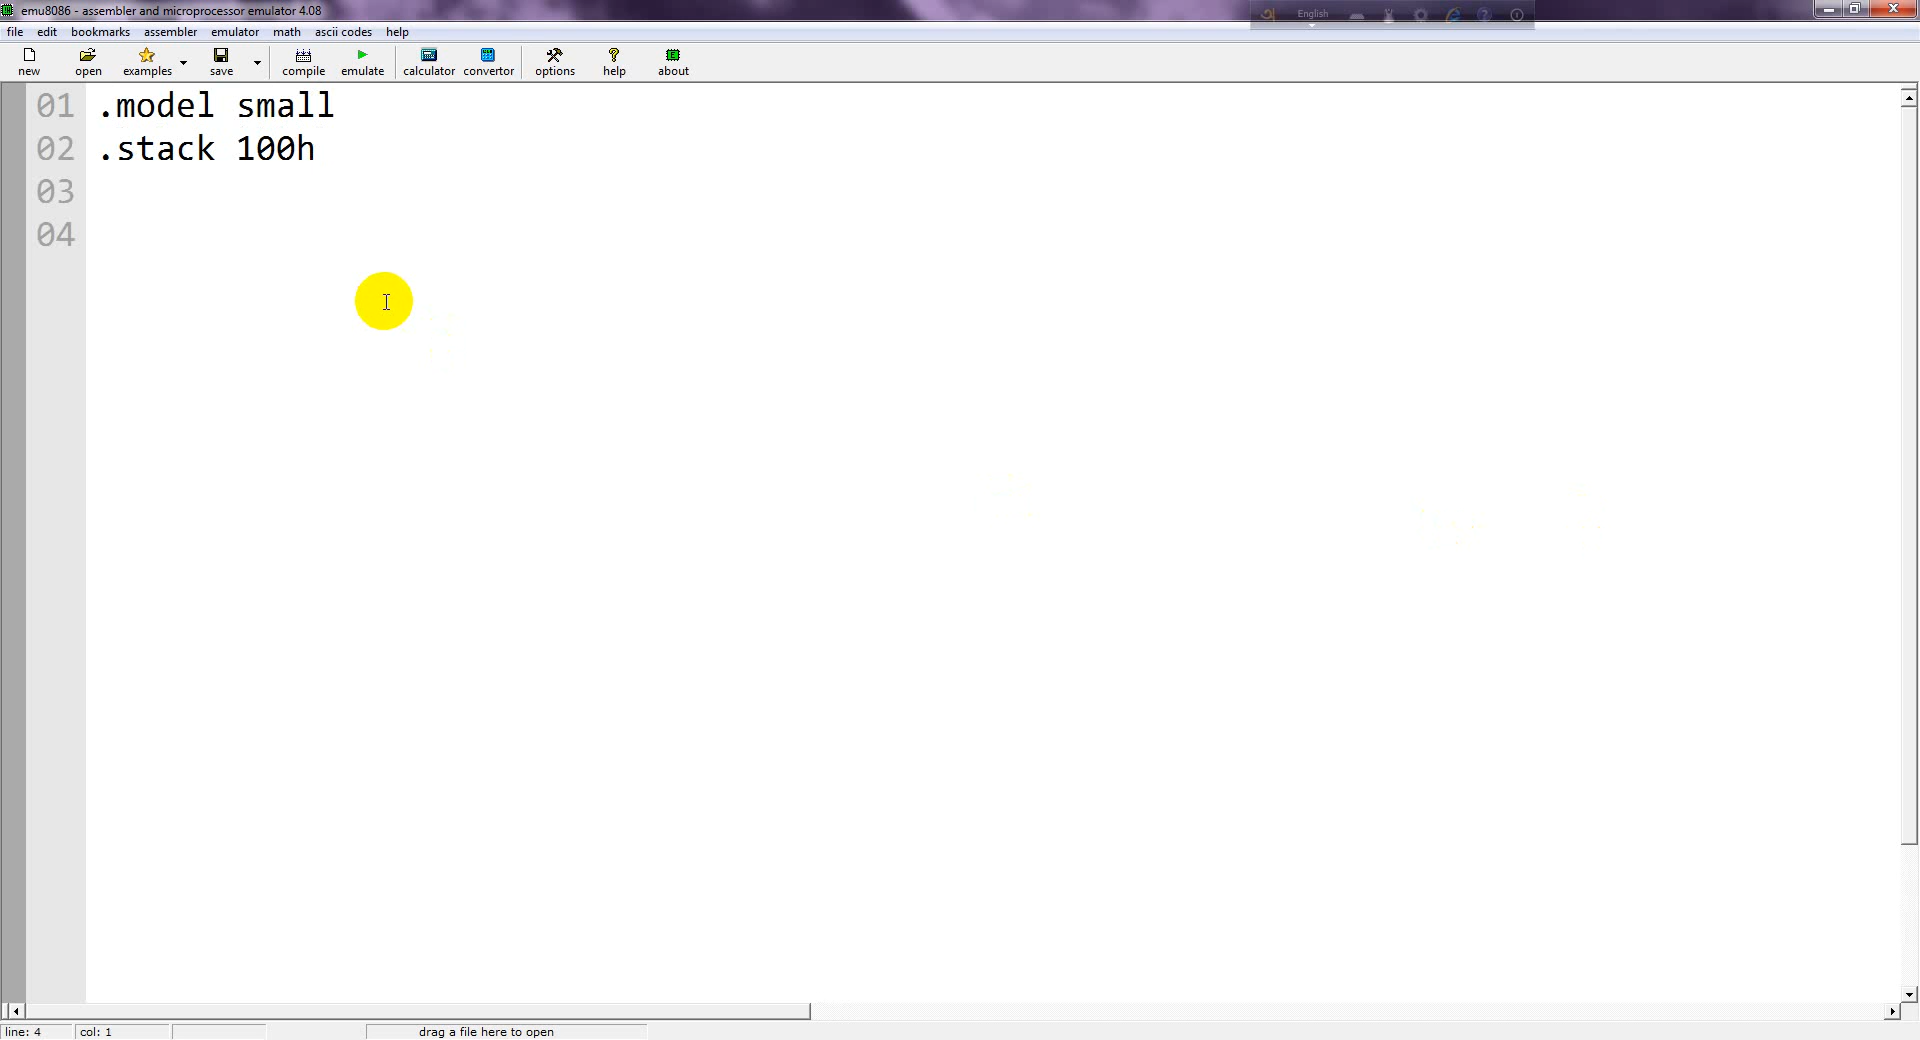 emu8086 - assembler and microprocessor emulator 4.08
English
file edit bookmarks assembler emulator math ascii codes help
new open examples save compile emulate calculator convertor options help about
01 .model small
02 .stack 100h
03
04
line: 4 col: 1 drag a file here to open